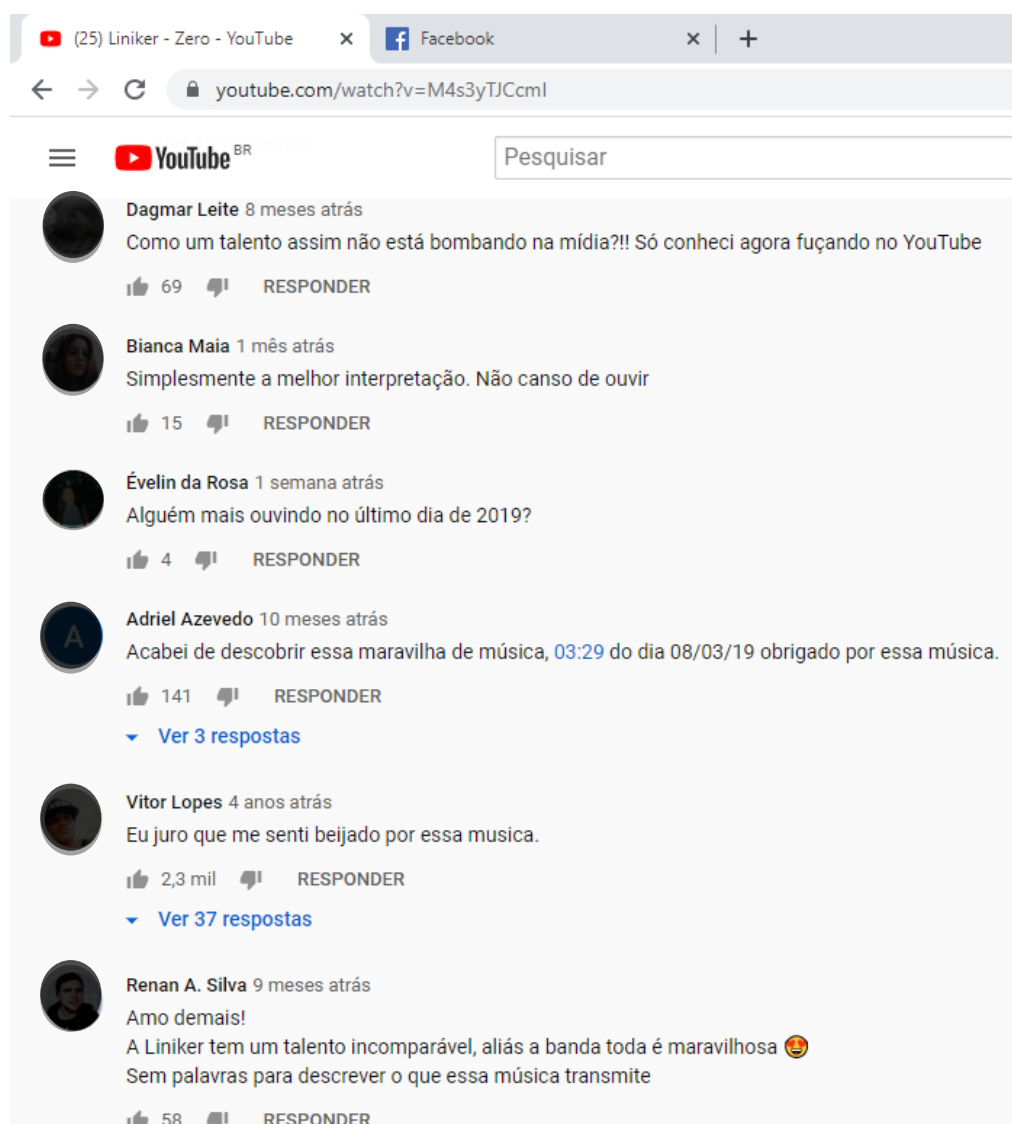 (25) Liniker - Zero - YouTube
Facebook
youtube.com/watch?v=M4s3yTJCcmI
YouTube BR
Pesquisar
Dagmar Leite 8 meses atrás
Como um talento assim não está bombando na mídia?!! Só conheci agora fuçando no YouTube
69 RESPONDER
Bianca Maia 1 mês atrás
Simplesmente a melhor interpretação. Não canso de ouvir
15 RESPONDER
Évelin da Rosa 1 semana atrás
Alguém mais ouvindo no último dia de 2019?
4 RESPONDER
A
Adriel Azevedo 10 meses atrás
Acabei de descobrir essa maravilha de música, 03:29 do dia 08/03/19 obrigado por essa música.
141 RESPONDER
Ver 3 respostas
Vitor Lopes 4 anos atrás
Eu juro que me senti beijado por essa musica.
2,3 mil RESPONDER
Ver 37 respostas
Renan A. Silva 9 meses atrás
Amo demais!
A Liniker tem um talento incomparável, aliás a banda toda é maravilhosa 😍
Sem palavras para descrever o que essa música transmite
58 RESPONDER